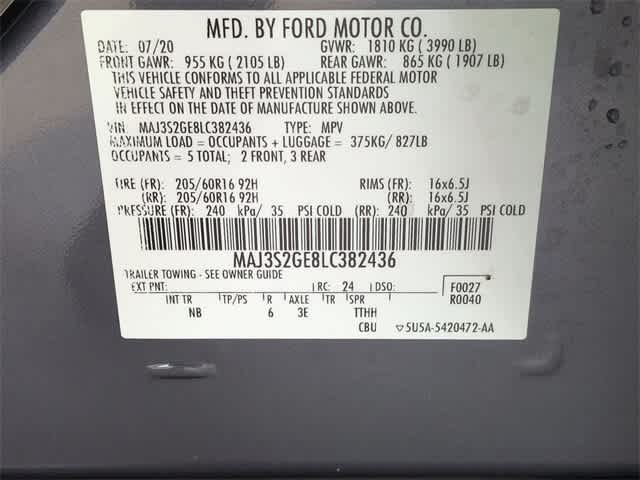 MFD. BY FORD MOTOR CO.
DATE: 07/20 GVWR: 1810 KG ( 3990 LB)
FRONT GAWR: 955 KG ( 2105 LB) REAR GAWR: 865 KG ( 1907 LB)
THIS VEHICLE CONFORMS TO ALL APPLICABLE FEDERAL MOTOR
VEHICLE SAFETY AND THEFT PREVENTION STANDARDS
IN EFFECT ON THE DATE OF MANUFACTURE SHOWN ABOVE.
VIN: MAJ3S2GE8LC382436 TYPE: MPV
MAXIMUM LOAD = OCCUPANTS + LUGGAGE = 375KG/ 827LB
OCCUPANTS = 5 TOTAL; 2 FRONT, 3 REAR
TIRE (FR): 205/60R16 92H RIMS (FR): 16x6.5J
(RR): 205/60R16 92H (RR): 16x6.5J
PRESSURE (FR): 240 kPa/ 35 PSI COLD (RR): 240 kPa/ 35 PSI COLD
MAJ3S2GE8LC382436
TRAILER TOWING - SEE OWNER GUIDE
EXT PNT: RC: 24 DSO: F0027
R0040
INT TR TP/PS R AXLE TR SPR
NB 6 3E TTHH
CBU 5U5A-5420472-AA